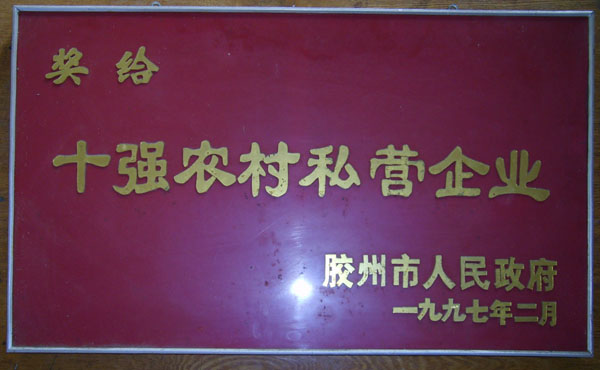 奖给
十强农村私营企业
胶州市人民政府
一九九七年二月